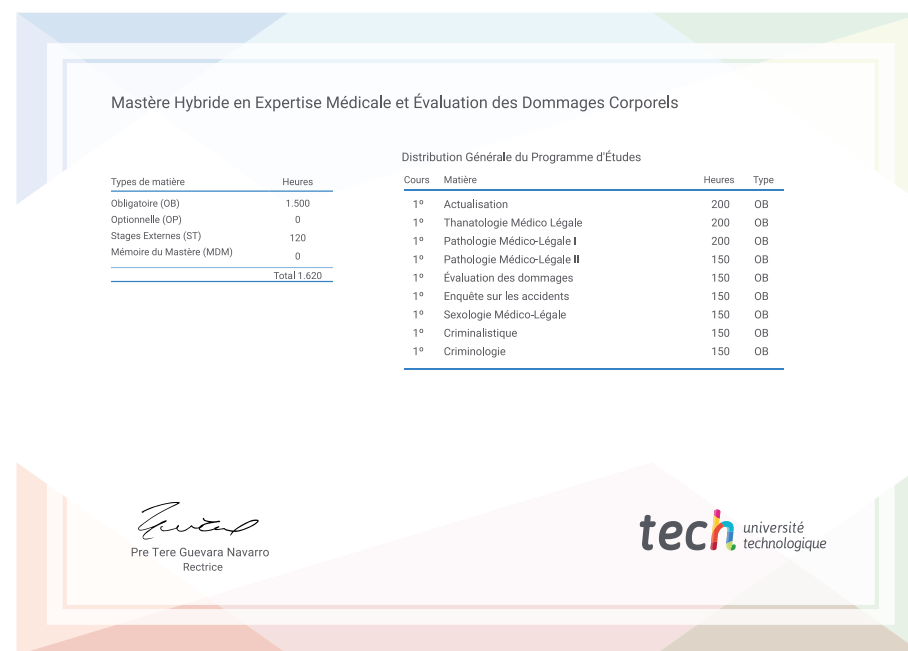 Mastère Hybride en Expertise Médicale et Évaluation des Dommages Corporels
Types de matière Heures
Obligatoire (OB) 1.500
Optionnelle (OP) 0
Stages Externes (ST) 120
Mémoire du Mastère (MDM) 0
Total 1.620
Distribution Générale du Programme d'Études
Cours Matière Heures Type
1º Actualisation 200 OB
1º Thanatologie Médico Légale 200 OB
1º Pathologie Médico-Légale I 200 OB
1º Pathologie Médico-Légale II 150 OB
1º Évaluation des dommages 150 OB
1º Enquête sur les accidents 150 OB
1º Sexologie Médico-Légale 150 OB
1º Criminalistique 150 OB
1º Criminologie 150 OB
Pre Tere Guevara Navarro
Rectrice
tech université
technologique